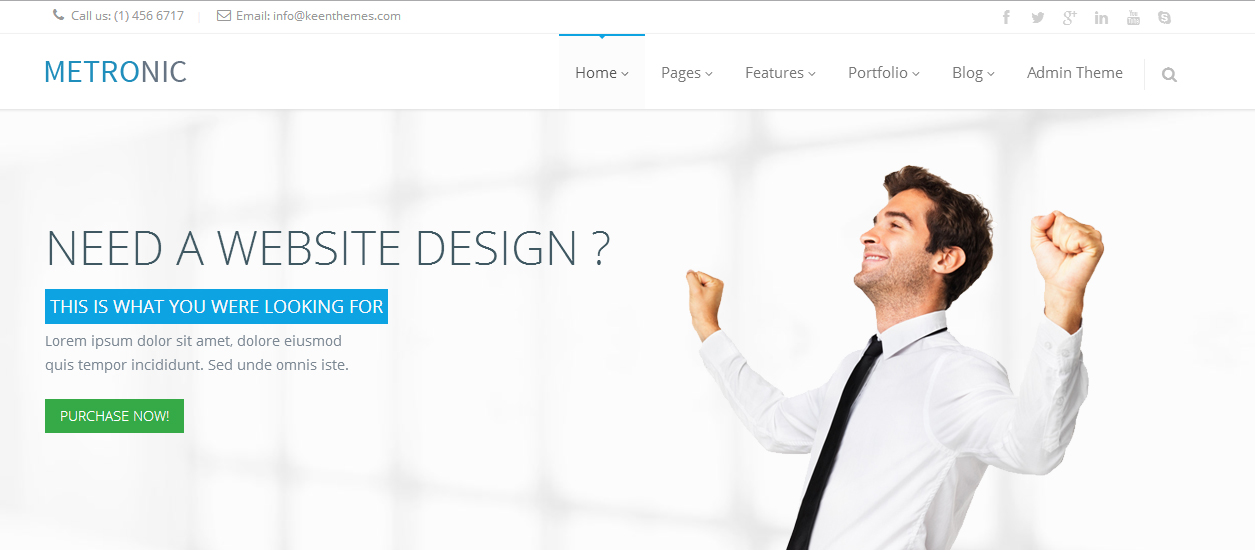 Call us: (1) 456 6717
Email: info@keenthemes.com
METRONIC
Home
Pages
Features
Portfolio
Blog
Admin Theme
NEED A WEBSITE DESIGN ?
THIS IS WHAT YOU WERE LOOKING FOR
Lorem ipsum dolor sit amet, dolore eiusmod
quis tempor incididunt. Sed unde omnis iste.
PURCHASE NOW!